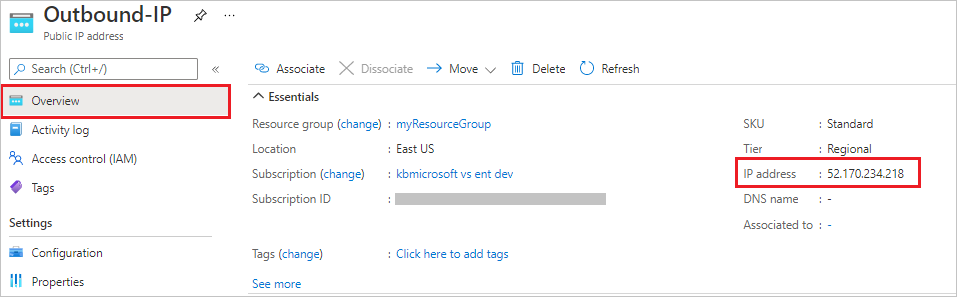 Outbound-IP ...
Public IP address
Search (Ctrl+/) «
Overview
Activity log
Access control (IAM)
Tags
Settings
Configuration
Properties
Associate Dissociate Move Delete Refresh
Essentials
Resource group (change) : myResourceGroup
Location : East US
Subscription (change) : kbmicrosoft vs ent dev
Subscription ID :
Tags (change) : Click here to add tags
See more
SKU : Standard
Tier : Regional
IP address : 52.170.234.218
DNS name : -
Associated to : -